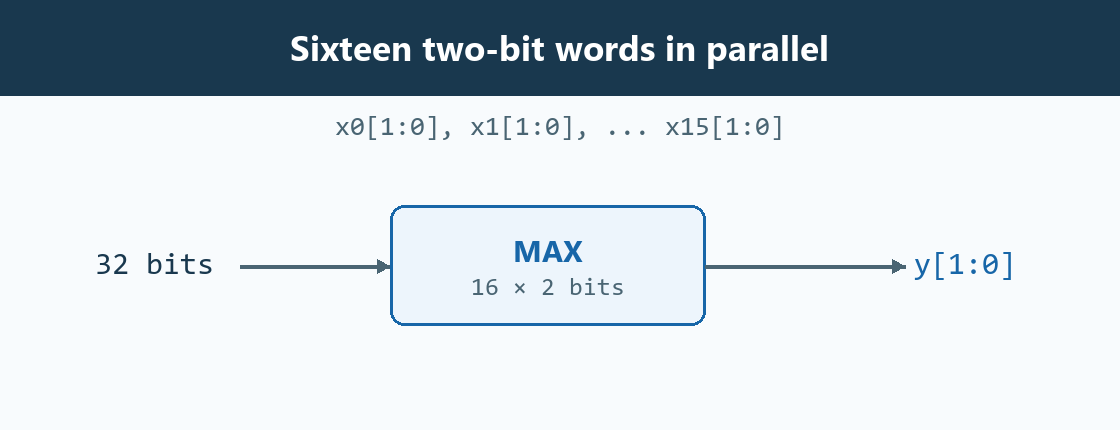 Sixteen two-bit words in parallel
x0[1:0], x1[1:0], ... x15[1:0]
32 bits
MAX
16 × 2 bits
y[1:0]